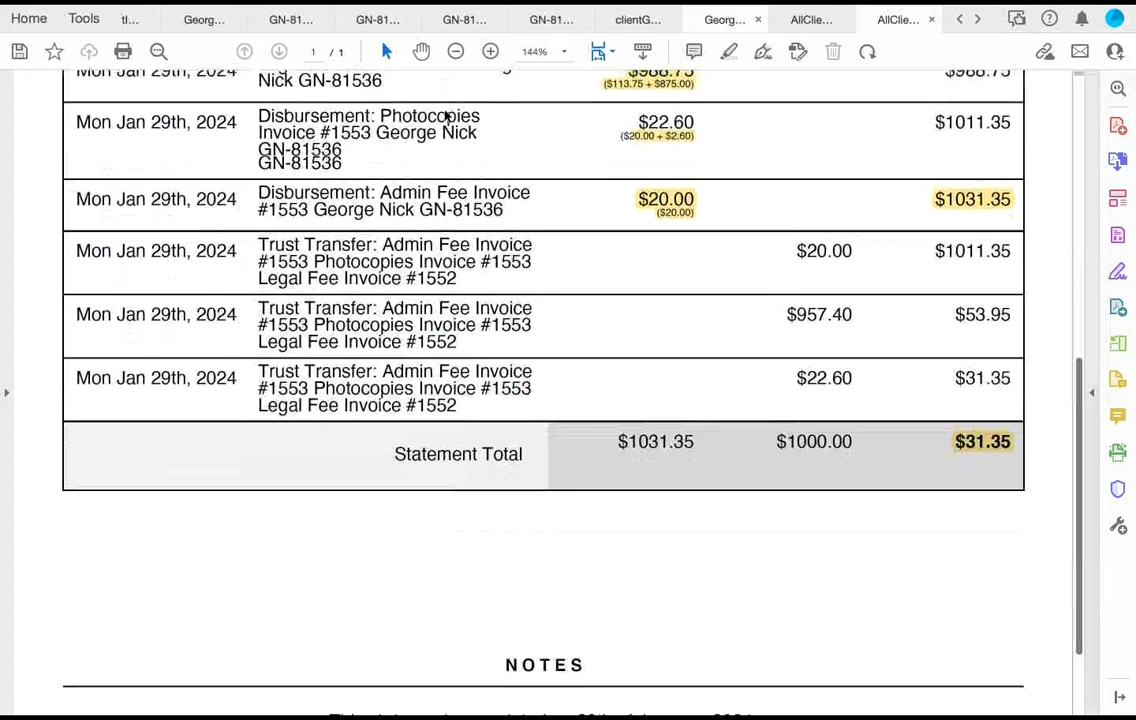 Home Tools tl... Georg... GN-81... GN-81... GN-81... GN-81... clientG... Georg... × AllClie... AllClie... ×
1 / 1 144%
Mon Jan 29th, 2024 $988.75 $988.75
Nick GN-81536 ($113.75 + $875.00)
Mon Jan 29th, 2024 Disbursement: Photocopies $22.60 $1011.35
Invoice #1553 George Nick ($20.00 + $2.60)
GN-81536
GN-81536
Mon Jan 29th, 2024 Disbursement: Admin Fee Invoice $20.00 $1031.35
#1553 George Nick GN-81536 ($20.00)
Mon Jan 29th, 2024 Trust Transfer: Admin Fee Invoice $20.00 $1011.35
#1553 Photocopies Invoice #1553
Legal Fee Invoice #1552
Mon Jan 29th, 2024 Trust Transfer: Admin Fee Invoice $957.40 $53.95
#1553 Photocopies Invoice #1553
Legal Fee Invoice #1552
Mon Jan 29th, 2024 Trust Transfer: Admin Fee Invoice $22.60 $31.35
#1553 Photocopies Invoice #1553
Legal Fee Invoice #1552
Statement Total $1031.35 $1000.00 $31.35
NOTES